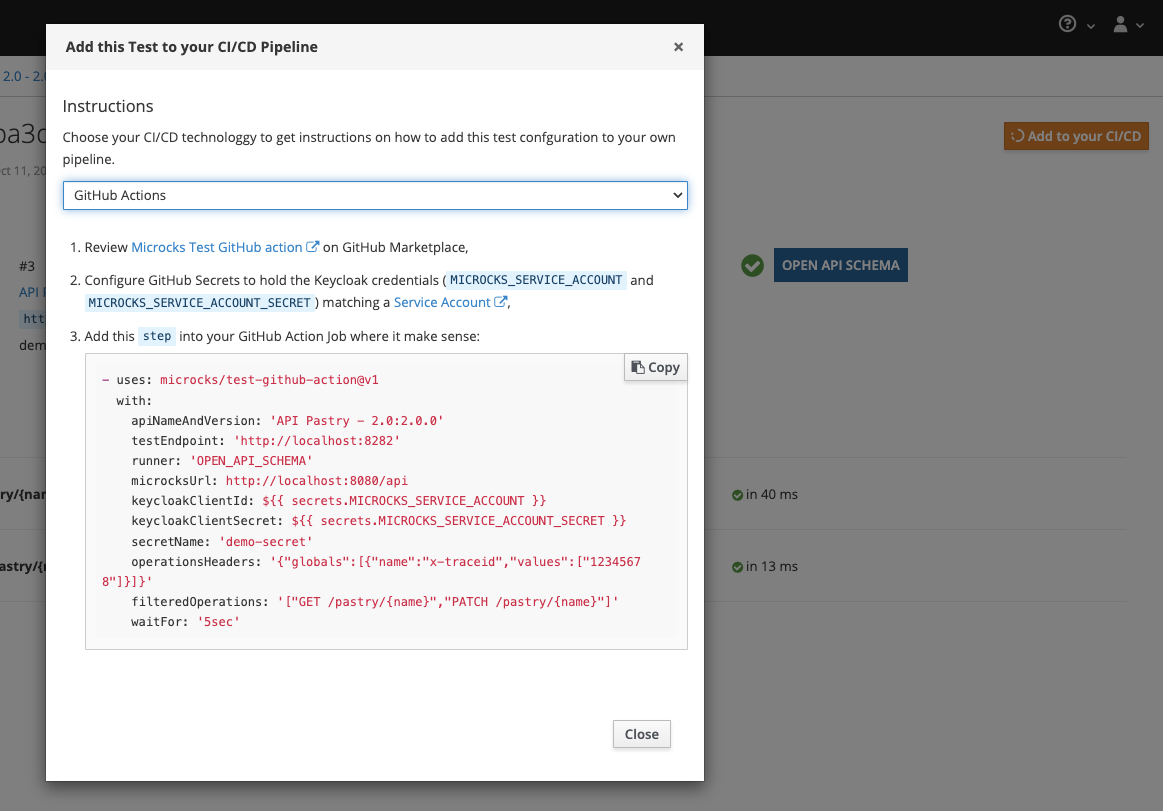 Add this Test to your CI/CD Pipeline
2.0 - 2.
Instructions
Choose your CI/CD technologgy to get instructions on how to add this test confguration to your own
pipeline.
Add to your CI/CD
GitHub Actions
1. Review Microcks Test GitHub action on GitHub Marketplace,
#3
OPEN API SCHEMA
2. Configure GitHub Secrets to hold the Keycloak credentials ( MICROCKS_SERVICE_ACCOUNT and
API
MICROCKS_SERVICE_ACCOUNT_SECRET ) matching a Service Account ,
htt
3. Add this step into your GitHub Action Job where it make sense:
dem
Copy
- uses: microcks/test-github-action@v1
with:
apiNameAndVersion: 'API Pastry - 2.0:2.0.0'
testEndpoint: 'http://localhost:8282'
runner: 'OPEN_API_SCHEMA'
microcksUrl: http://localhost:8080/api
keycloakClientId: ${{ secrets.MICROCKS_SERVICE_ACCOUNT }}
keycloakClientSecret: ${{ secrets.MICROCKS_SERVICE_ACCOUNT_SECRET }}
secretName: 'demo-secret'
operationsHeaders: '{"globals":[{"name":"x-traceid","values":["1234567
8"]}]}'
filteredOperations: '["GET /pastry/{name}","PATCH /pastry/{name}"]'
waitFor: '5sec'
ry/{nar
in 40 ms
astry/{
in 13 ms
Close